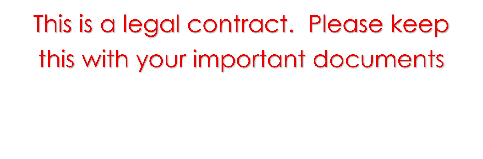 This is a legal contract.  Please keep
this with your important documents